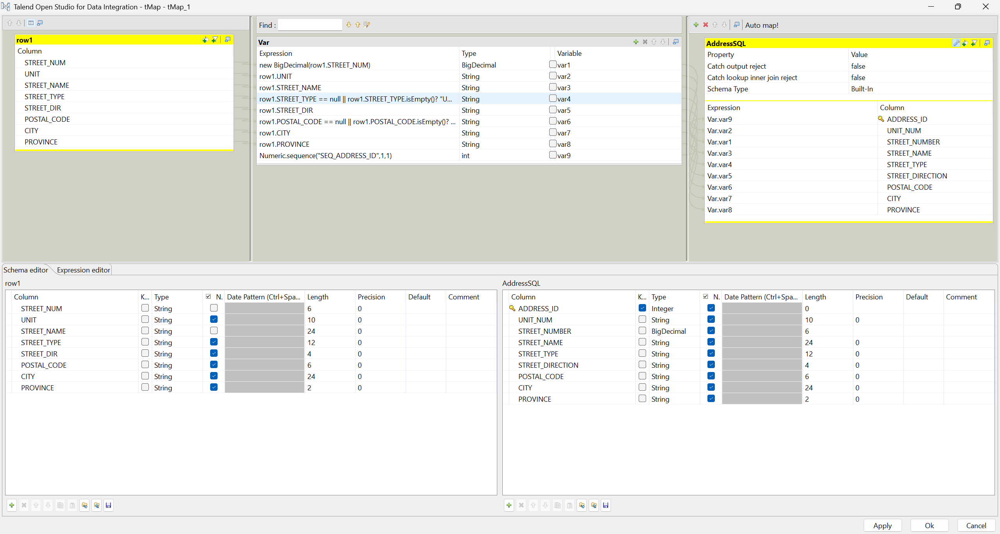 Talend Open Studio for Data Integration - tMap - tMap_1
row1
Column
STREET_NUM
UNIT
STREET_NAME
STREET_TYPE
STREET_DIR
POSTAL_CODE
CITY
PROVINCE
Find :
Var
Expression Type Variable
new BigDecimal(row1.STREET_NUM) BigDecimal var1
row1.UNIT String var2
row1.STREET_NAME String var3
row1.STREET_TYPE == null || row1.STREET_TYPE.isEmpty()? "U... String var4
row1.STREET_DIR String var5
row1.POSTAL_CODE == null || row1.POSTAL_CODE.isEmpty()? ... String var6
row1.CITY String var7
row1.PROVINCE String var8
Numeric.sequence("SEQ_ADDRESS_ID",1,1) int var9
Auto map!
AddressSQL
Property Value
Catch output reject false
Catch lookup inner join reject false
Schema Type Built-In
Expression Column
Var.var9 ADDRESS_ID
Var.var2 UNIT_NUM
Var.var1 STREET_NUMBER
Var.var3 STREET_NAME
Var.var4 STREET_TYPE
Var.var5 STREET_DIRECTION
Var.var6 POSTAL_CODE
Var.var7 CITY
Var.var8 PROVINCE
Schema editor Expression editor
row1
Column K... Type N. Date Pattern (Ctrl+Spa... Length Precision Default Comment
STREET_NUM String 6 0
UNIT String 10 0
STREET_NAME String 24 0
STREET_TYPE String 12 0
STREET_DIR String 4 0
POSTAL_CODE String 6 0
CITY String 24 0
PROVINCE String 2 0
AddressSQL
Column K... Type N. Date Pattern (Ctrl+Spa... Length Precision Default Comment
ADDRESS_ID Integer 0
UNIT_NUM String 10 0
STREET_NUMBER BigDecimal 6
STREET_NAME String 24 0
STREET_TYPE String 12 0
STREET_DIRECTION String 4 0
POSTAL_CODE String 6 0
CITY String 24 0
PROVINCE String 2 0
Apply Ok Cancel